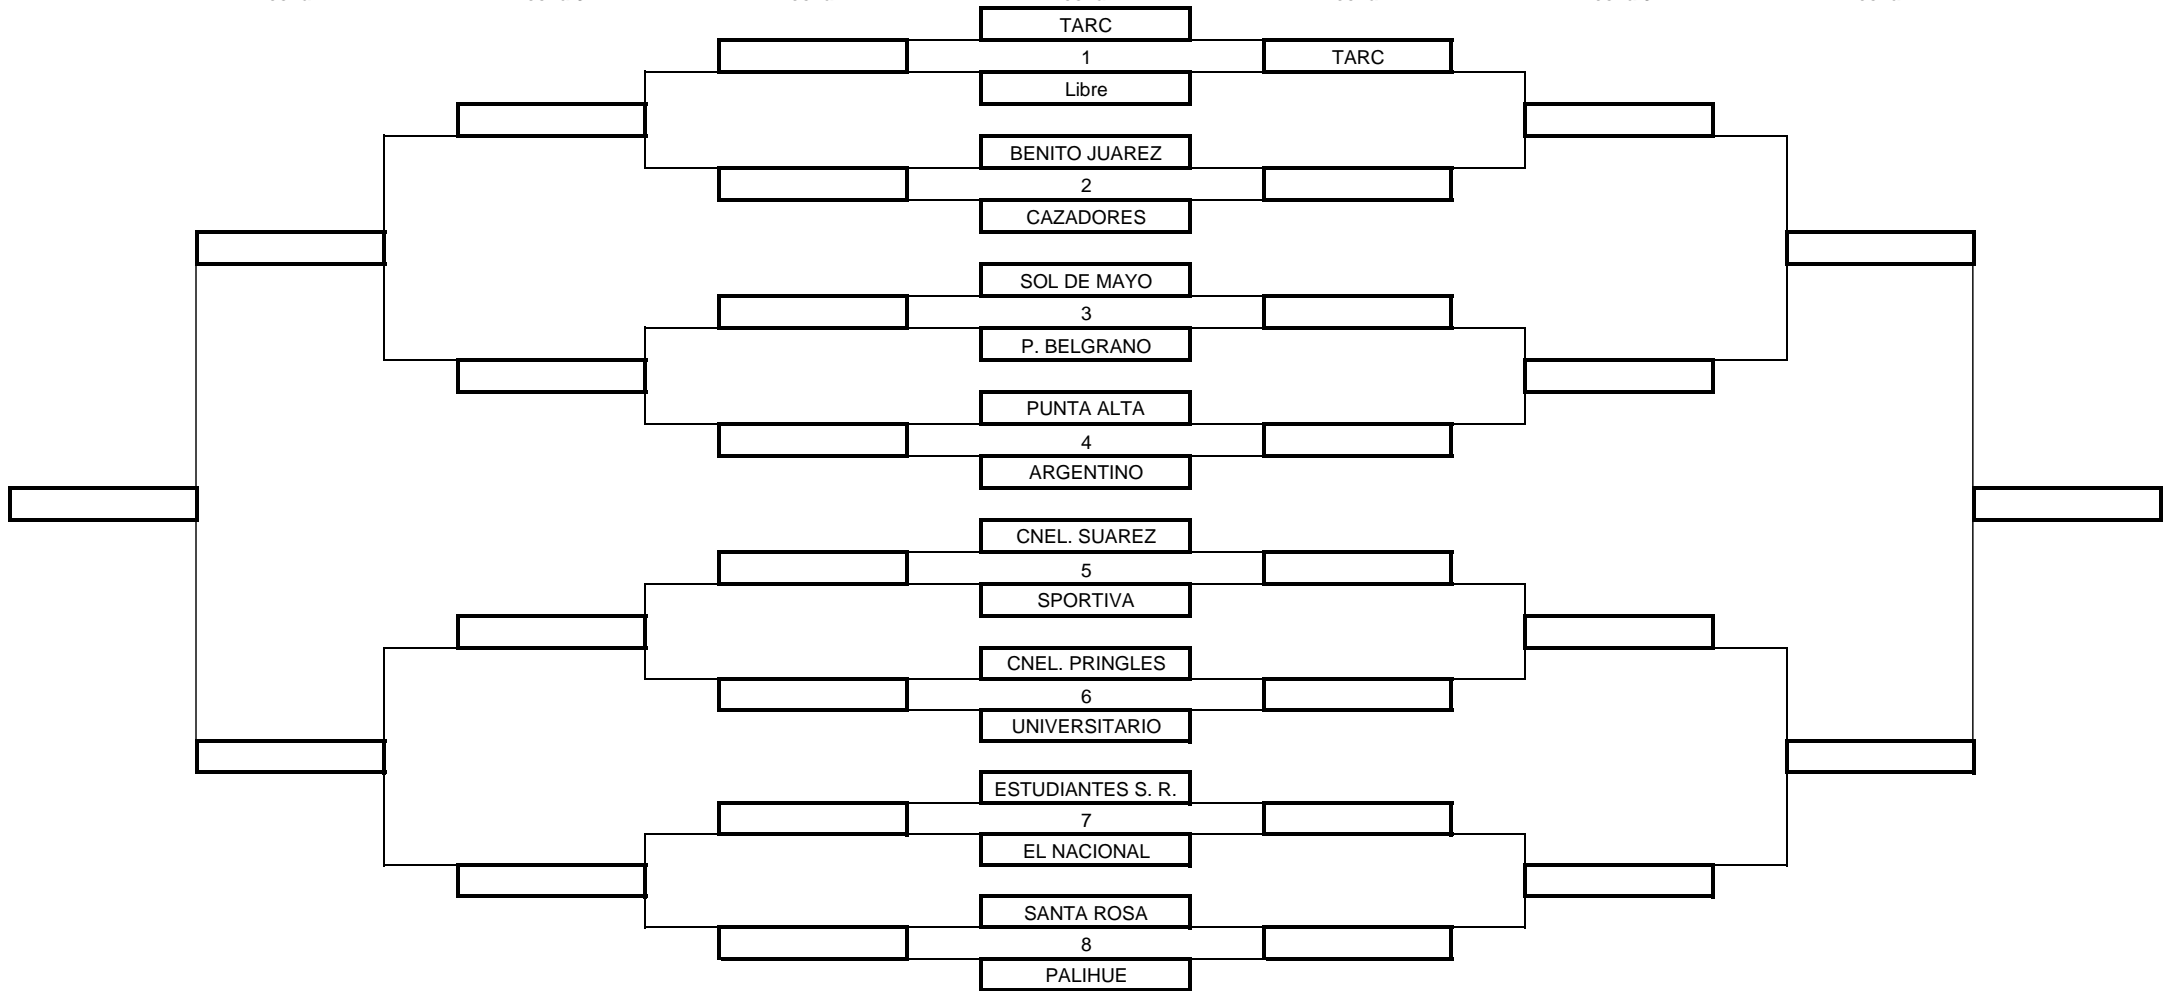 TARC
1
TARC
Libre
BENITO JUAREZ
2
CAZADORES
SOL DE MAYO
3
P. BELGRANO
PUNTA ALTA
4
ARGENTINO
CNEL. SUAREZ
5
SPORTIVA
CNEL. PRINGLES
6
UNIVERSITARIO
ESTUDIANTES S. R.
7
EL NACIONAL
SANTA ROSA
8
PALIHUE